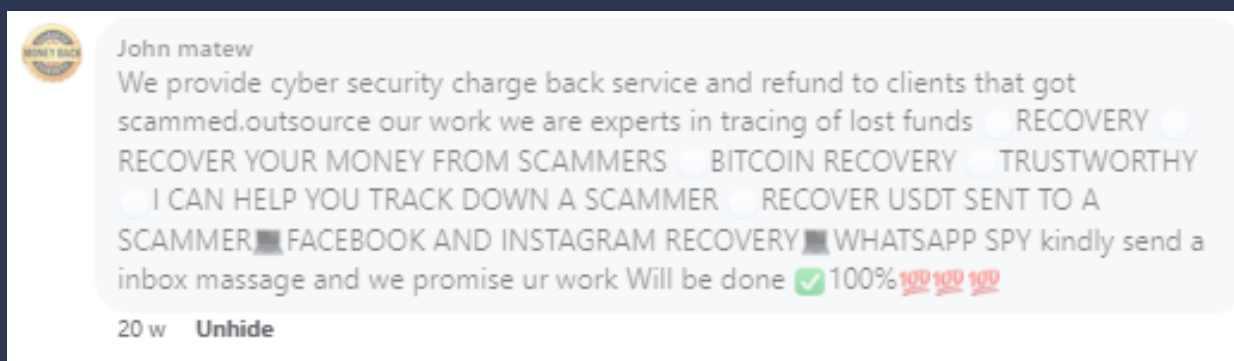 MONEY BACK
John matew
We provide cyber security charge back service and refund to clients that got
scammed.outsource our work we are experts in tracing of lost funds ⚪RECOVERY ⚪
RECOVER YOUR MONEY FROM SCAMMERS ⚪BITCOIN RECOVERY ⚪TRUSTWORTHY
⚪I CAN HELP YOU TRACK DOWN A SCAMMER ⚪RECOVER USDT SENT TO A
SCAMMER💻FACEBOOK AND INSTAGRAM RECOVERY💻WHATSAPP SPY kindly send a
inbox massage and we promise ur work Will be done ✅100%💯💯💯
20 w Unhide